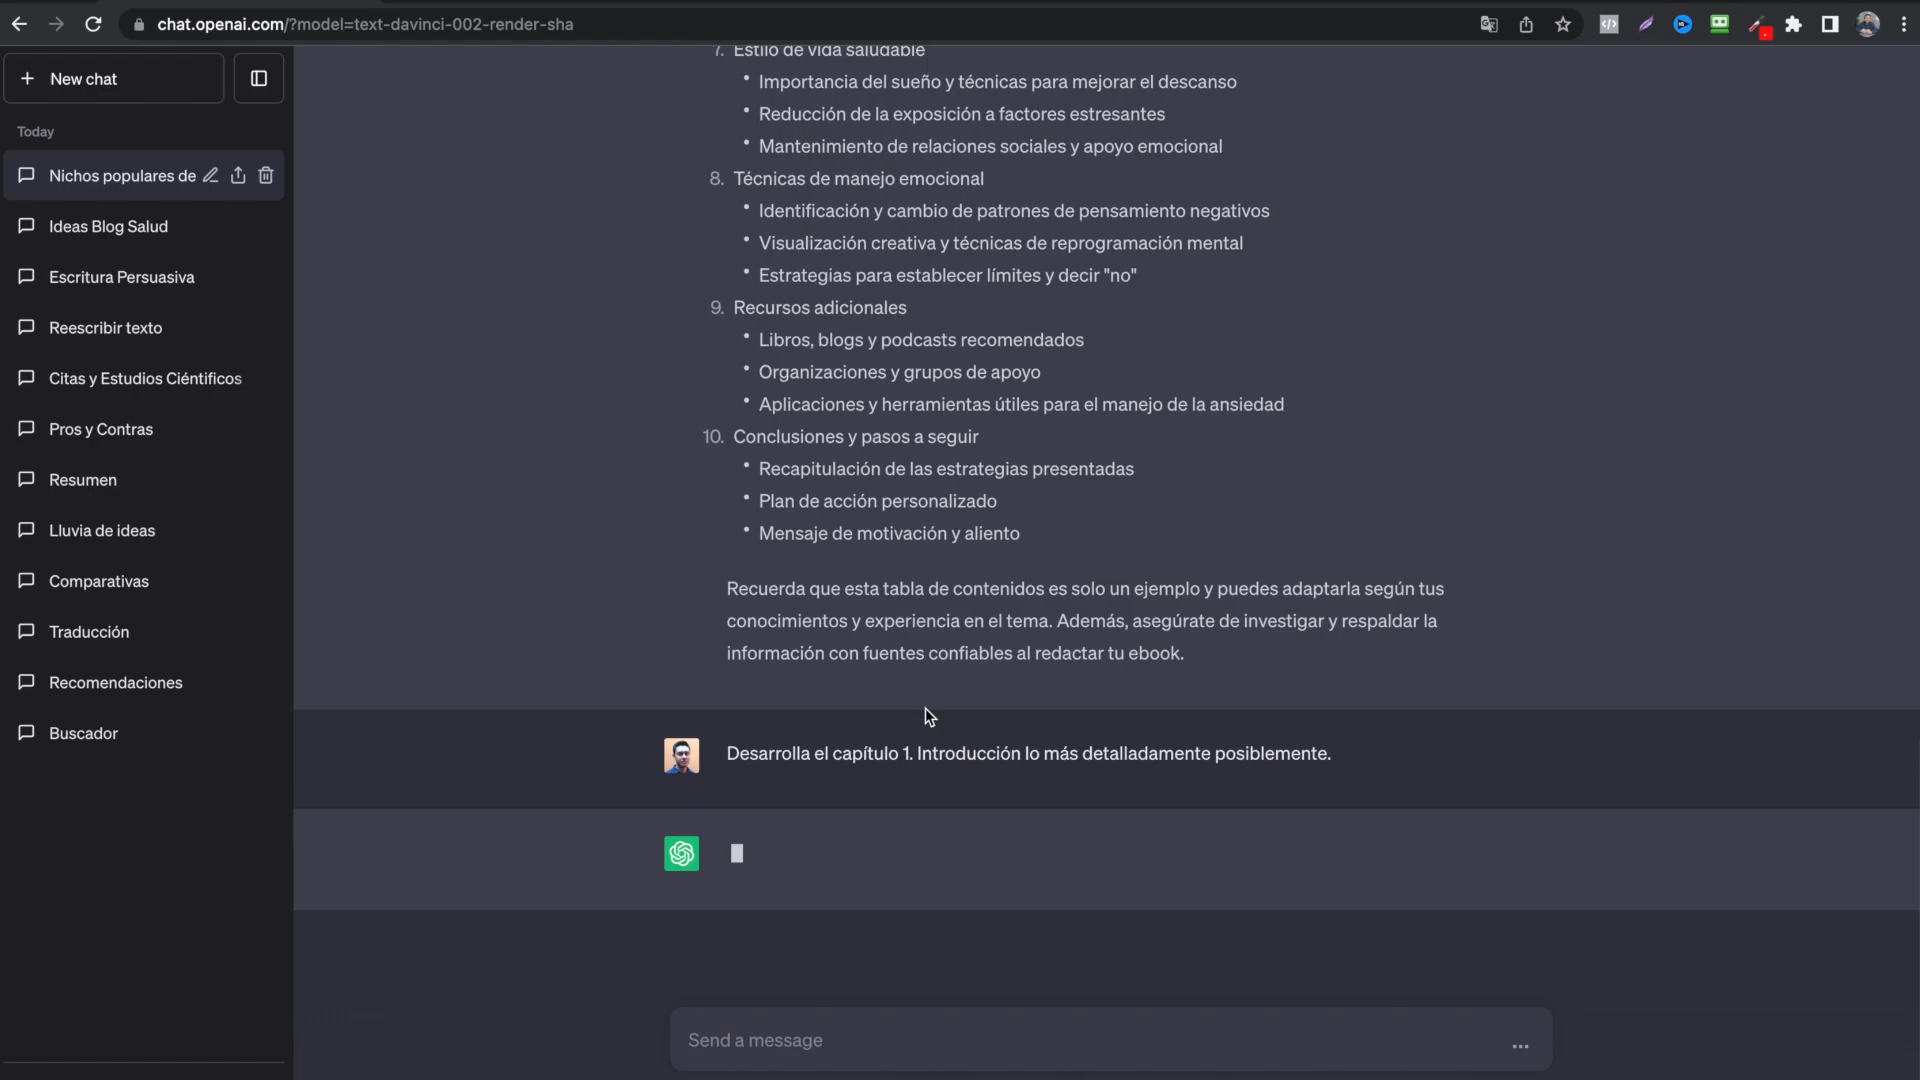 chat.openai.com/?model=text-davinci-002-render-sha
New chat
Today
Nichos populares de
Ideas Blog Salud
Escritura Persuasiva
Reescribir texto
Citas y Estudios Ciéntificos
Pros y Contras
Resumen
Lluvia de ideas
Comparativas
Traducción
Recomendaciones
Buscador
7. Estilo de vida saludable
• Importancia del sueño y técnicas para mejorar el descanso
• Reducción de la exposición a factores estresantes
• Mantenimiento de relaciones sociales y apoyo emocional
8. Técnicas de manejo emocional
• Identificación y cambio de patrones de pensamiento negativos
• Visualización creativa y técnicas de reprogramación mental
• Estrategias para establecer límites y decir "no"
9. Recursos adicionales
• Libros, blogs y podcasts recomendados
• Organizaciones y grupos de apoyo
• Aplicaciones y herramientas útiles para el manejo de la ansiedad
10. Conclusiones y pasos a seguir
• Recapitulación de las estrategias presentadas
• Plan de acción personalizado
• Mensaje de motivación y aliento
Recuerda que esta tabla de contenidos es solo un ejemplo y puedes adaptarla según tus
conocimientos y experiencia en el tema. Además, asegúrate de investigar y respaldar la
información con fuentes confiables al redactar tu ebook.
Desarrolla el capítulo 1. Introducción lo más detalladamente posiblemente.
Send a message